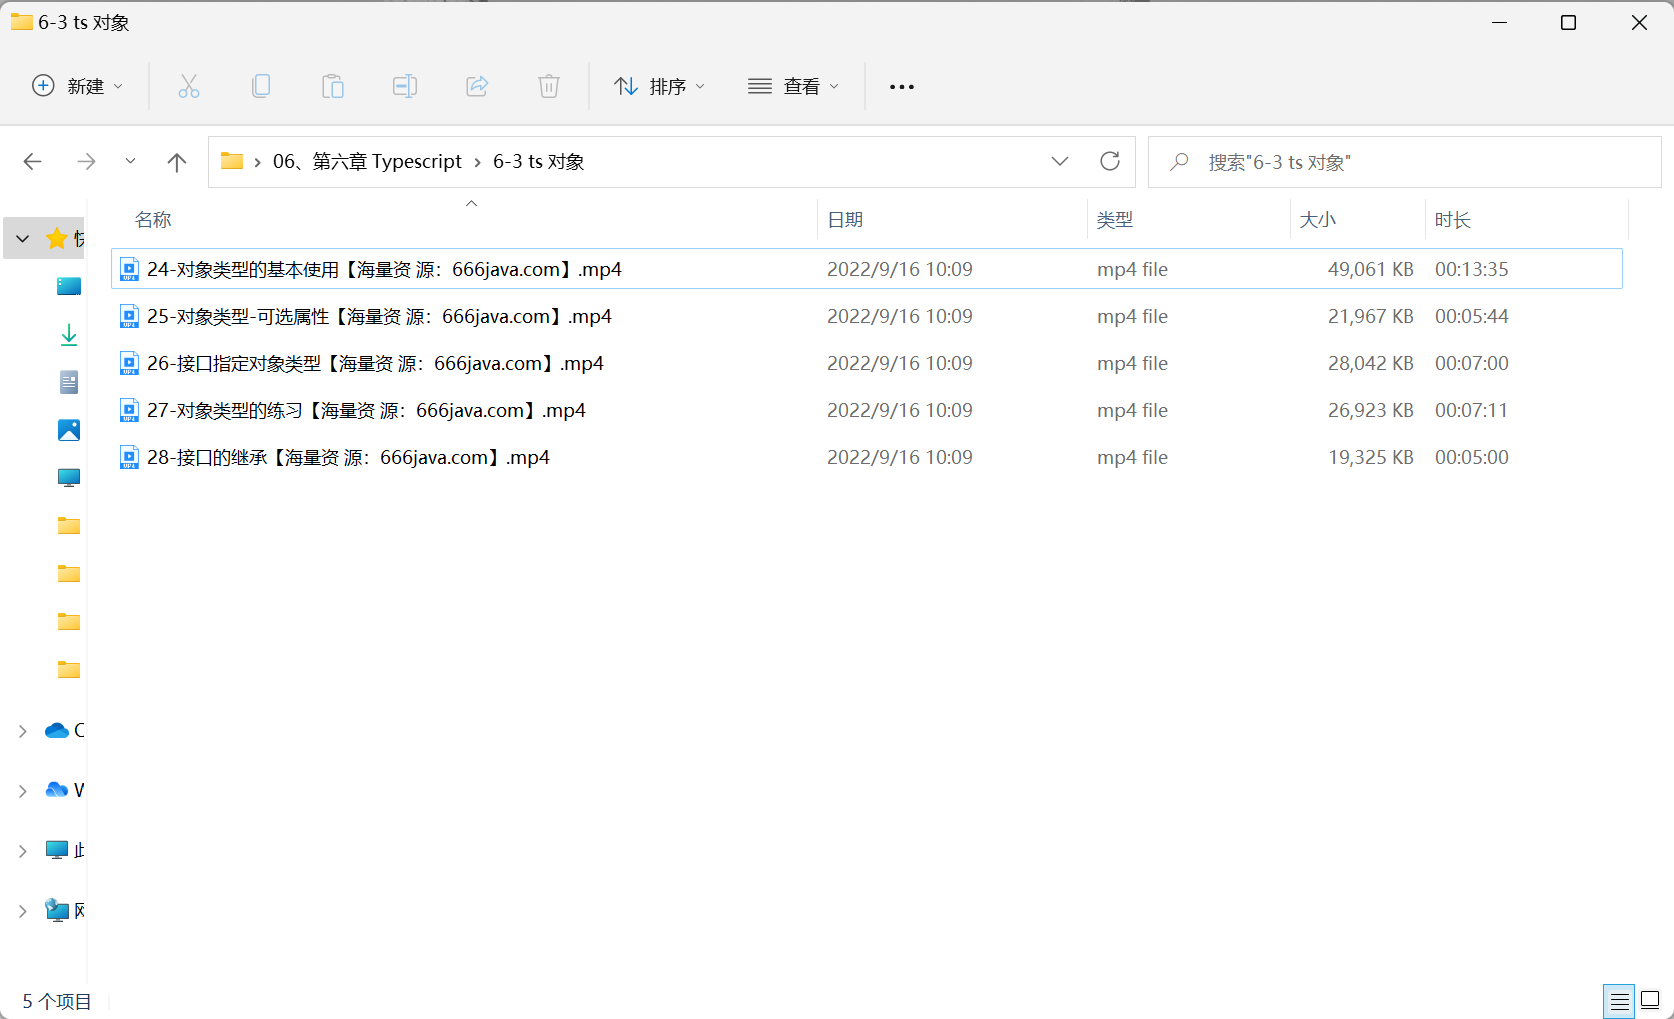 6-3 ts 对象
新建
排序
查看
06、第六章 Typescript
6-3 ts 对象
搜索"6-3 ts 对象"
名称 日期 类型 大小 时长
24-对象类型的基本使用【海量资 源：666java.com】.mp4 2022/9/16 10:09 mp4 file 49,061 KB 00:13:35
25-对象类型-可选属性【海量资 源：666java.com】.mp4 2022/9/16 10:09 mp4 file 21,967 KB 00:05:44
26-接口指定对象类型【海量资 源：666java.com】.mp4 2022/9/16 10:09 mp4 file 28,042 KB 00:07:00
27-对象类型的练习【海量资 源：666java.com】.mp4 2022/9/16 10:09 mp4 file 26,923 KB 00:07:11
28-接口的继承【海量资 源：666java.com】.mp4 2022/9/16 10:09 mp4 file 19,325 KB 00:05:00
5 个项目